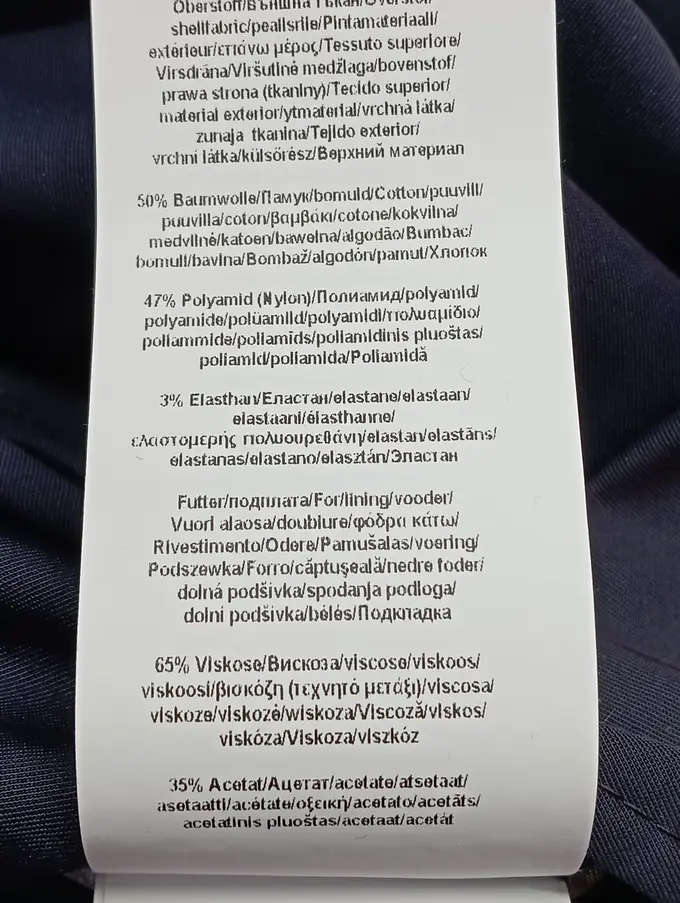 Oberstoff/Външна тъкан/Överstof/
shellfabric/pealisriie/Pintamateriaali/
extérieur/επάνω μέρος/Tessuto superiore/
Virsdrāna/Viršutinė medžiaga/bovenstof/
prawa strona (tkaniny)/Tecido superior/
material exterior/ytmaterial/vrchná látka/
zunaja tkanina/Tejido exterior/
vrchní látka/külsőrész/Верхний материал
50% Baumwolle/Памук/bomuld/Cotton/puuvill/
puuvilla/coton/βαμβάκι/cotone/kokvilna/
medvilnė/katoen/bawełna/algodão/Bumbac/
bomull/bavlna/Bombaž/algodón/pamut/Хлопок
47% Polyamid (Nylon)/Полиамид/polyamid/
polyamide/polüamiid/polyamidi/πολυαμίδιο/
poliammide/poliamīds/poliamidinis pluoštas/
poliamid/poliamida/Poliamidă
3% Elasthan/Еластан/elastane/elastaan/
elastaani/élasthanne/
ελαστομερής πολυουρεθάνη/elastan/elastāns/
elastanas/elastano/elasztán/Эластан
Futter/подплата/For/lining/vooder/
Vuori alaosa/doublure/φόδρα κάτω/
Rivestimento/Odere/Pamušalas/voering/
Podszewka/Forro/căptușeală/nedre foder/
dolná podšívka/spodanja podloga/
dolní podšívka/bélés/Подкладка
65% Viskose/Вискоза/viscose/viskoos/
viskoosi/βισκόζη (τεχνητό μετάξι)/viscosa/
viskoze/viskozė/wiskoza/Viscoză/viskos/
viskóza/Viskoza/viszkóz
35% Acetat/Ацетат/acetate/atsetaat/
asetaatti/acétate/οξεική/acetato/acetāts/
acetatinis pluoštas/acetaat/acetát